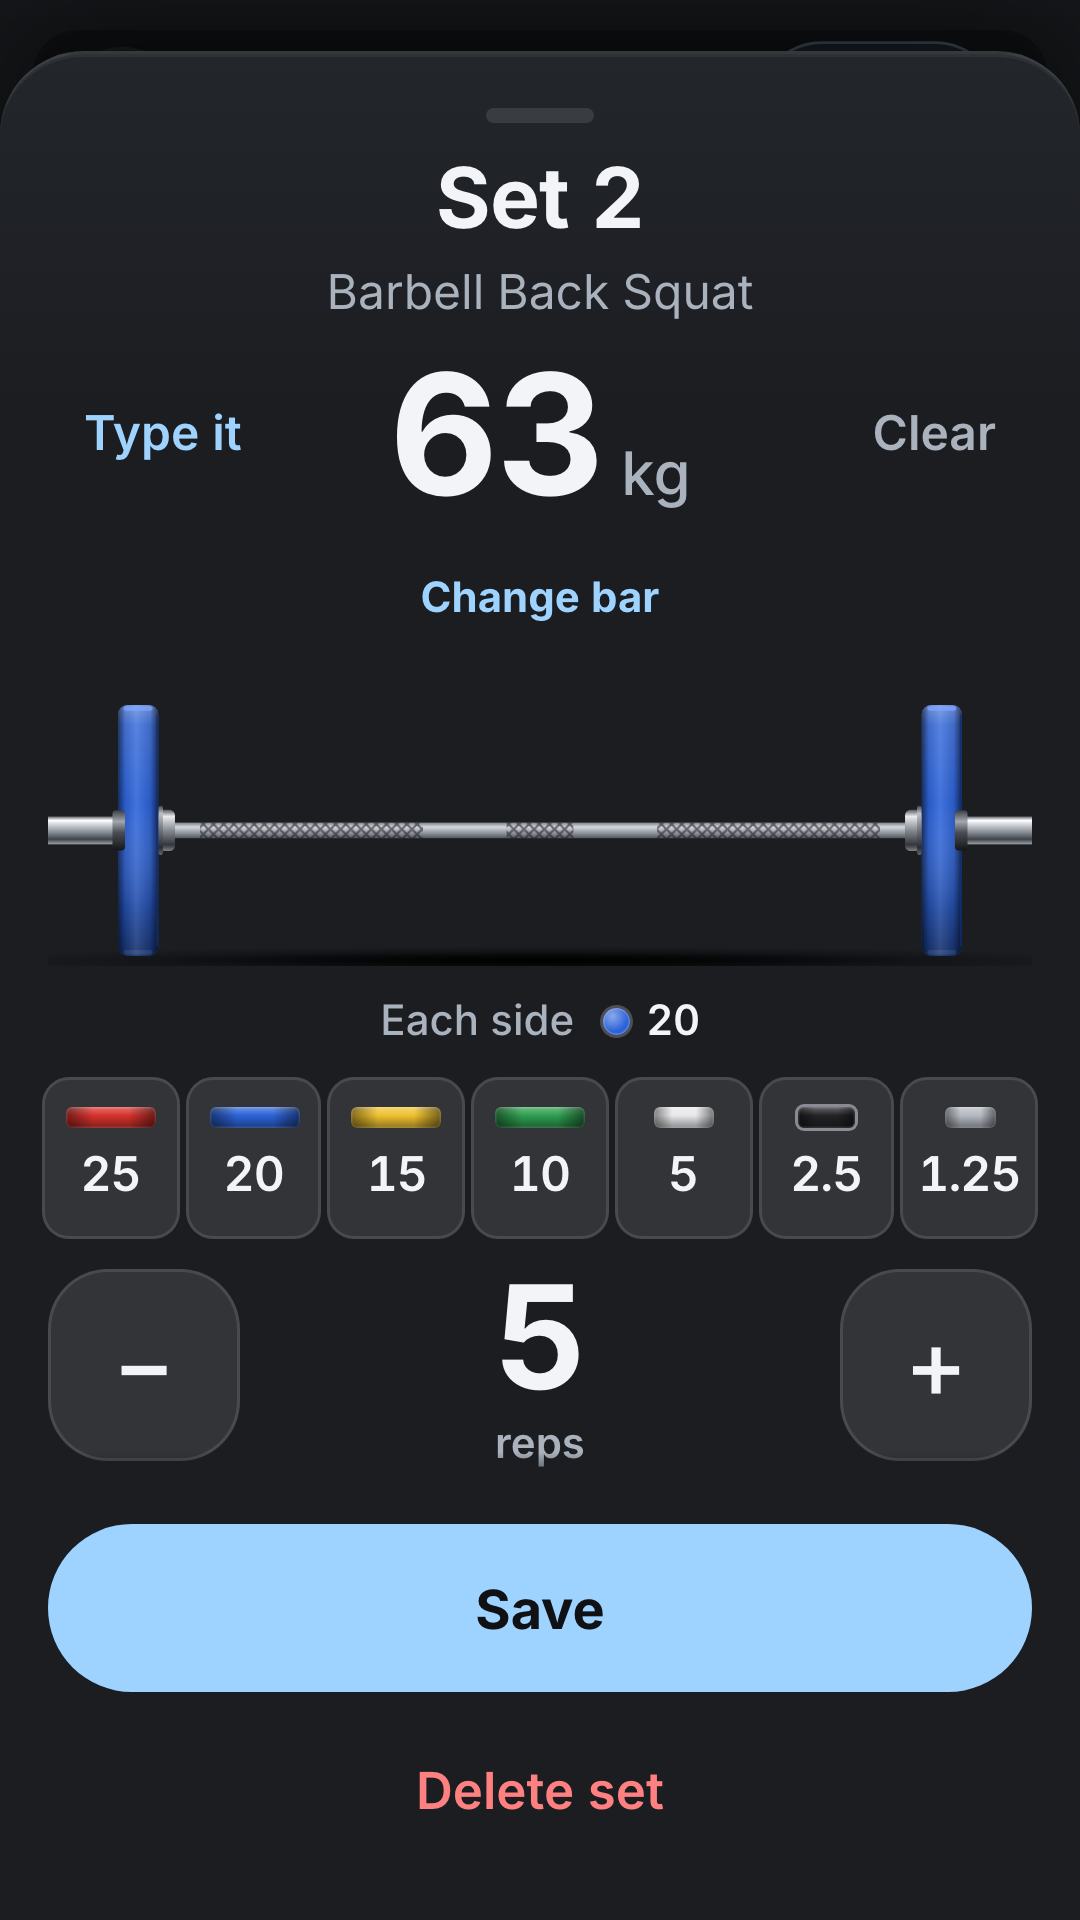 Set 2
Barbell Back Squat
Type it
63 kg
Clear
Change bar
Each side 20
25 20 15 10 5 2.5 1.25
− 5 +
reps
Save
Delete set